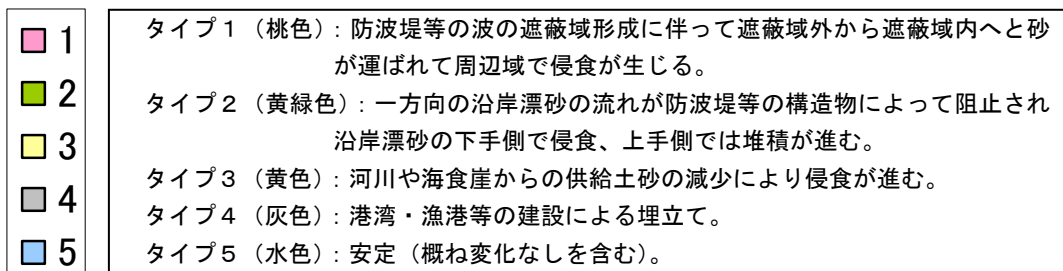 1
2
3
4
5
タイプ1（桃色）：防波堤等の波の遮蔽域形成に伴って遮蔽域外から遮蔽域内へと砂
が運ばれて周辺域で侵食が生じる。
タイプ2（黄緑色）：一方向の沿岸漂砂の流れが防波堤等の構造物によって阻止され
沿岸漂砂の下手側で侵食、上手側では堆積が進む。
タイプ3（黄色）：河川や海食崖からの供給土砂の減少により侵食が進む。
タイプ4（灰色）：港湾・漁港等の建設による埋立て。
タイプ5（水色）：安定（概ね変化なしを含む）。